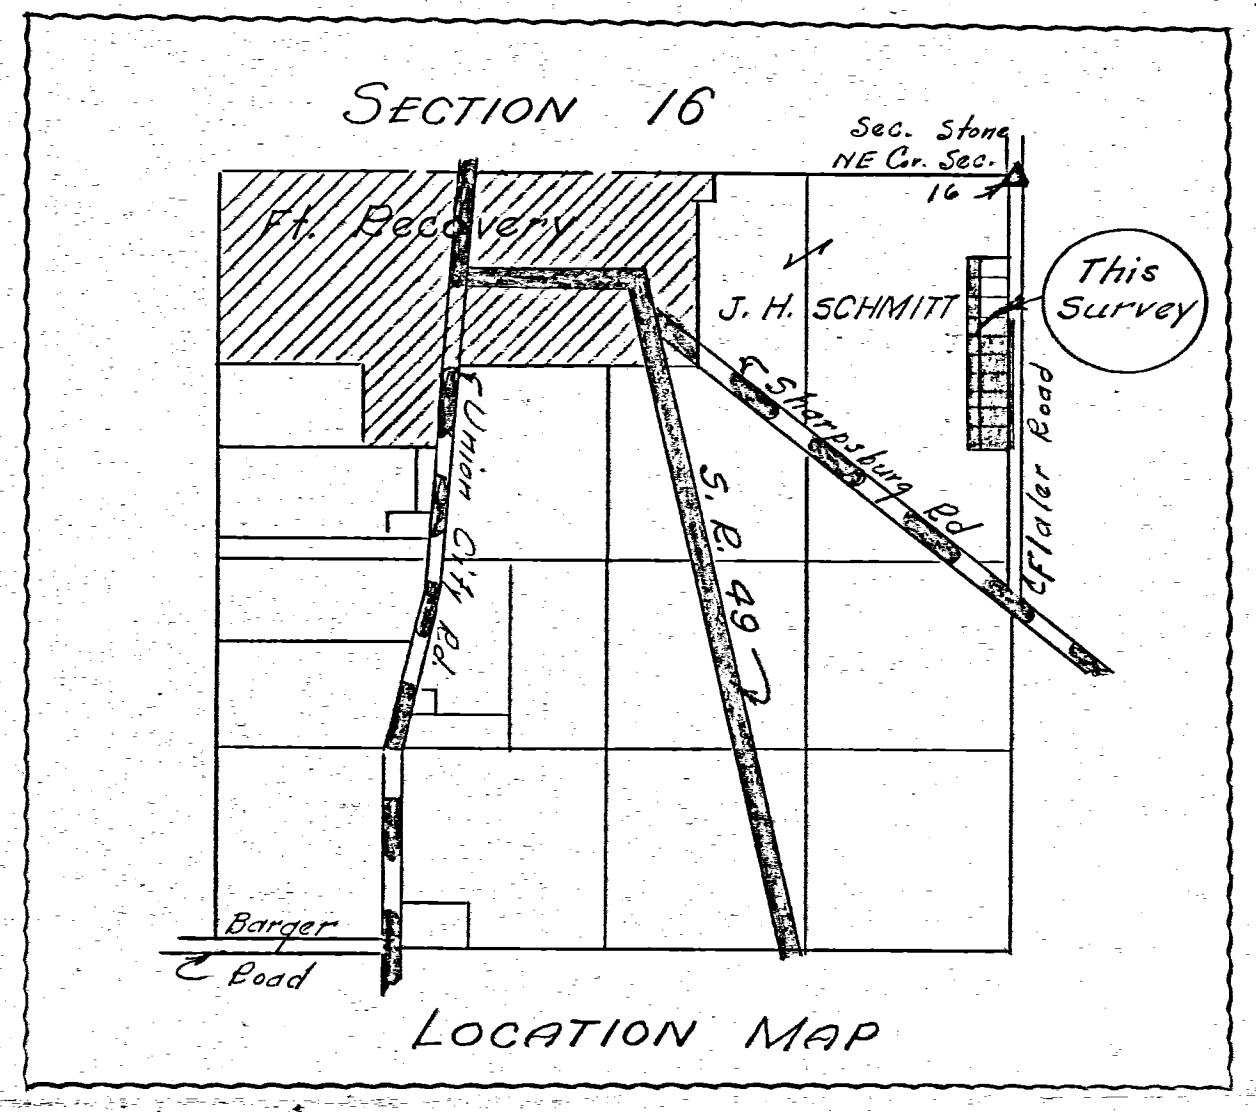 SECTION 16
Sec. Stone
NE Cor. Sec.
16
Ft. Recovery
This
Survey
J. H. SCHMITT
Sharpsburg Rd
Flaler Road
Union City Rd.
S. R. 49
Barger
Road
LOCATION MAP